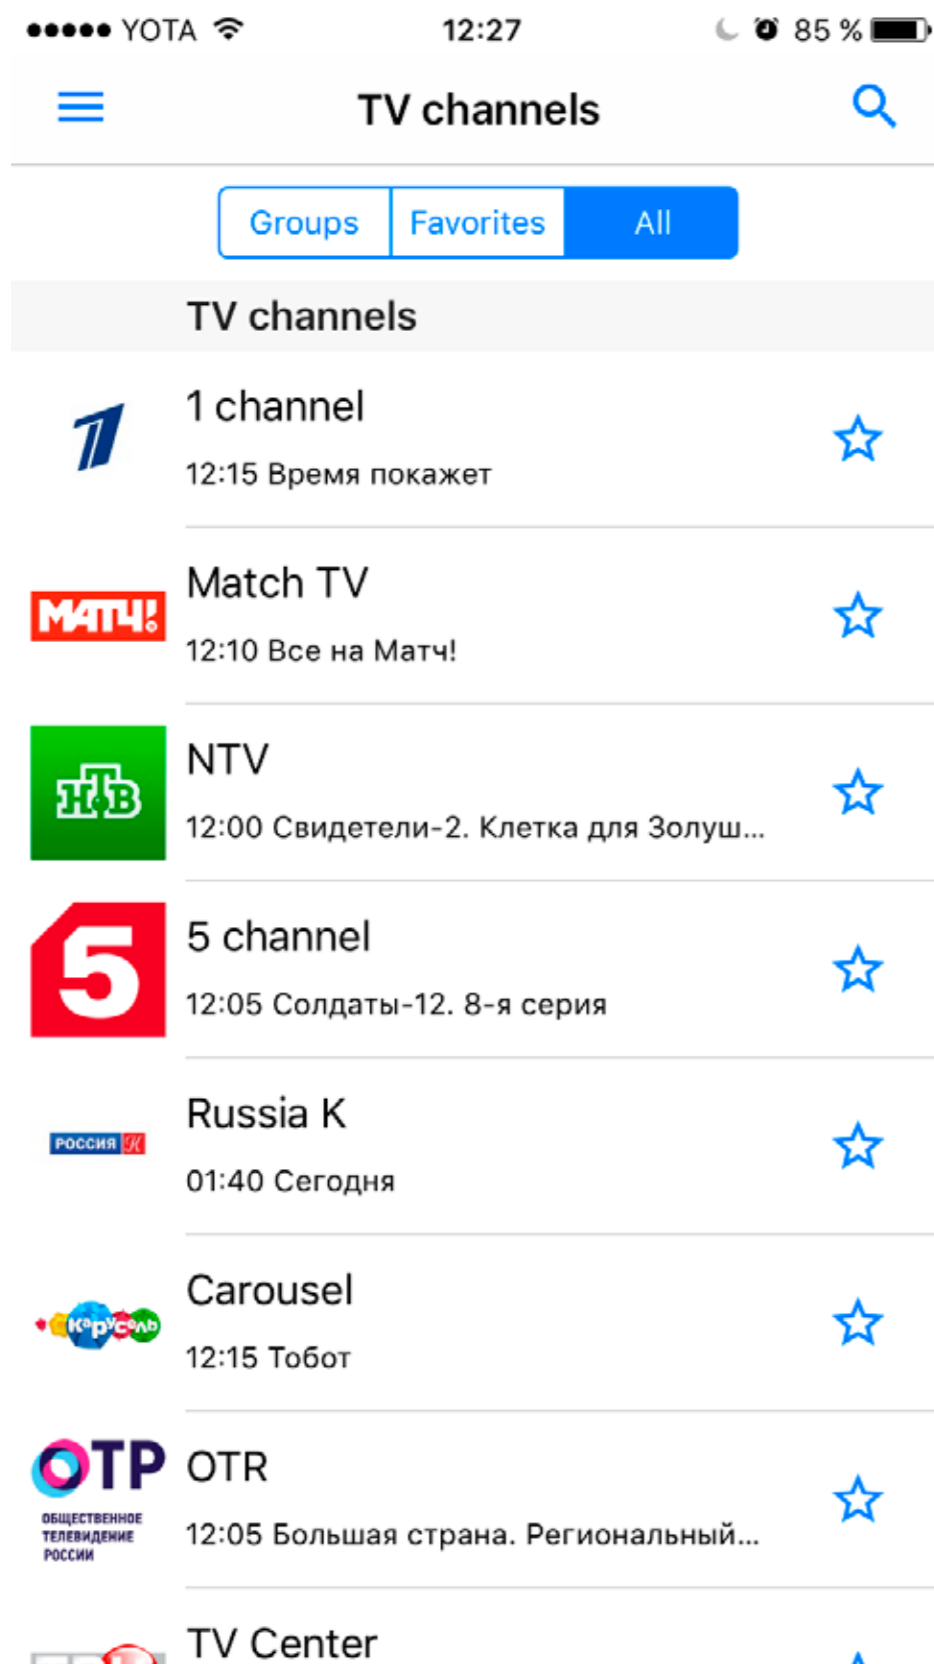 YOTA 12:27 85 %
TV channels
Groups Favorites All
TV channels
1 channel
12:15 Время покажет
МАТЧ!
Match TV
12:10 Все на Матч!
НТВ
NTV
12:00 Свидетели-2. Клетка для Золуш...
5
5 channel
12:05 Солдаты-12. 8-я серия
РОССИЯ К
Russia K
01:40 Сегодня
Карусель
Carousel
12:15 Тобот
ОТР
ОБЩЕСТВЕННОЕ
ТЕЛЕВИДЕНИЕ
РОССИИ
OTR
12:05 Большая страна. Региональный...
TV Center